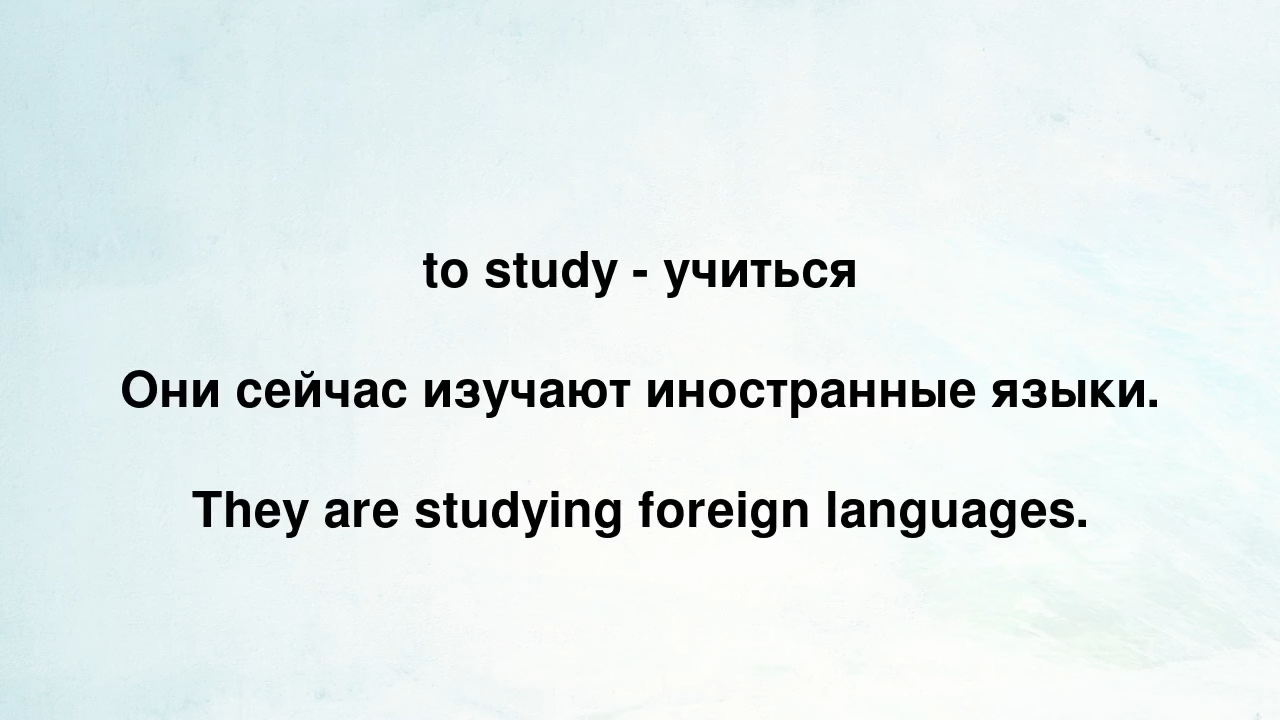 to study - учиться
Они сейчас изучают иностранные языки.
They are studying foreign languages.